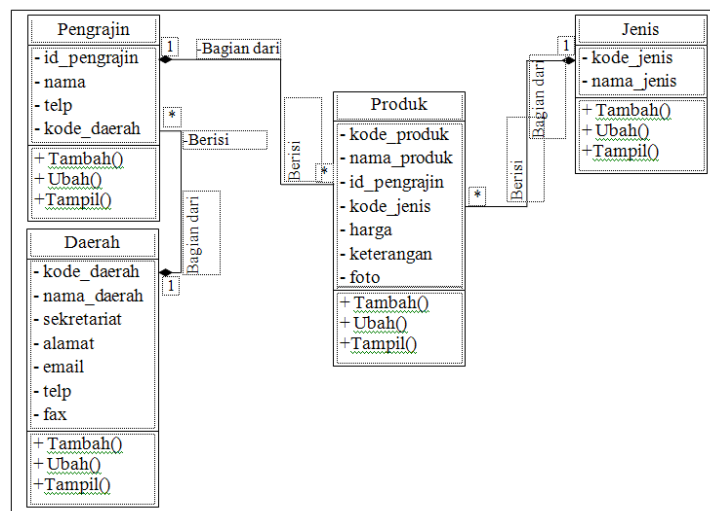 Pengrajin
- id_pengrajin
- nama
- telp
- kode_daerah
+ Tambah()
+ Ubah()
+Tampil()
1
-Bagian dari
*
-Berisi
Bagian dari
1
Daerah
- kode_daerah
- nama_daerah
- sekretariat
- alamat
- email
- telp
- fax
+ Tambah()
+ Ubah()
+Tampil()
Berisi
*
Produk
- kode_produk
- nama_produk
- id_pengrajin
- kode_jenis
- harga
- keterangan
- foto
+ Tambah()
+ Ubah()
+Tampil()
*
Berisi
Bagian dari
1
Jenis
- kode_jenis
- nama_jenis
+ Tambah()
+ Ubah()
+Tampil()